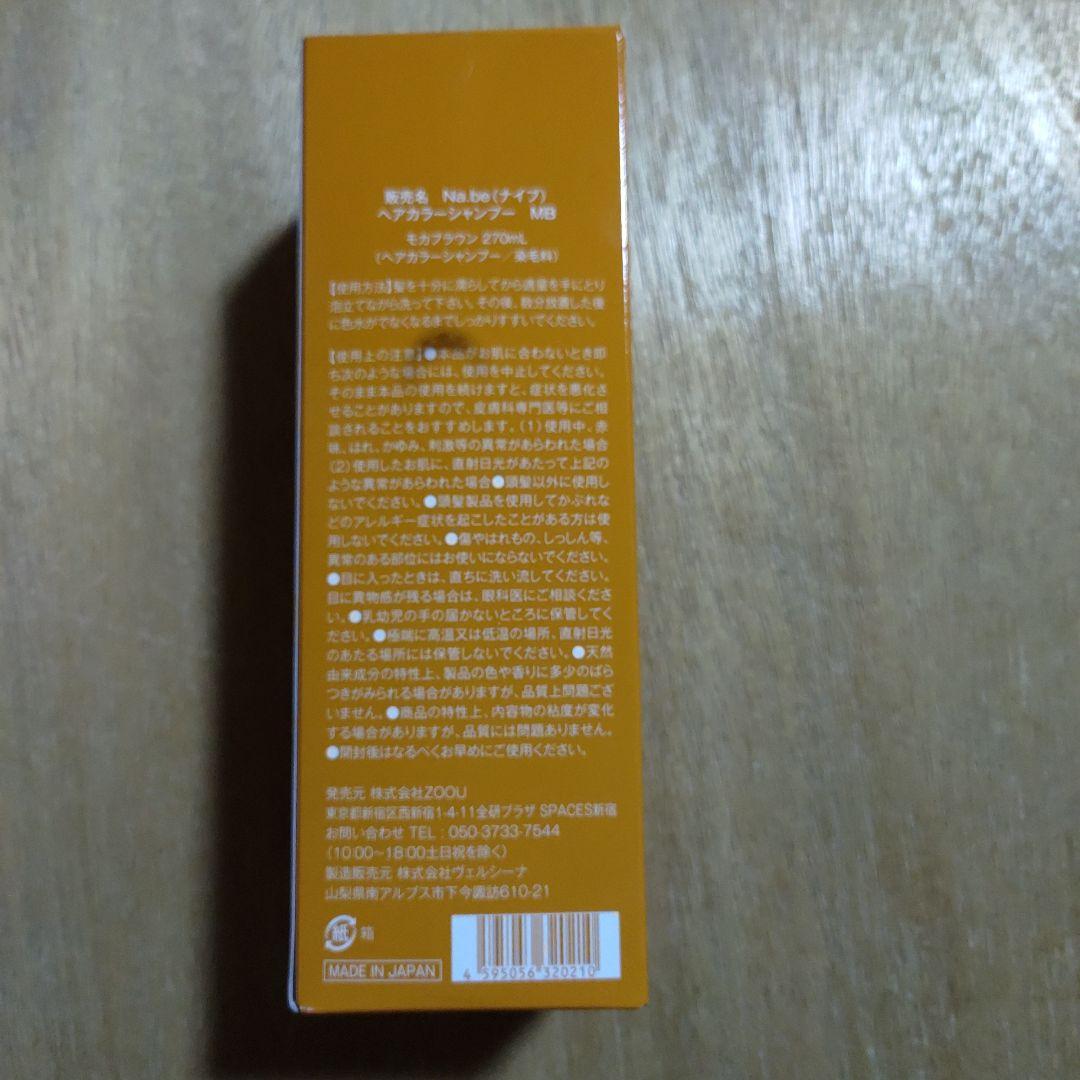 販売名　Na.be(ナイブ)
ヘアカラーシャンプー　MB
モカブラウン 270mL
(ヘアカラーシャンプー／染毛料)
【使用方法】髪を十分に濡らしてから適量を手にとり
泡立てながら洗って下さい。その後、数分放置した後
に色水がでなくなるまでしっかりすすいでください。
【使用上の注意】●本品がお肌に合わないとき即
ち次のような場合には、使用を中止してください。
そのまま本品の使用を続けますと、症状を悪化さ
せることがありますので、皮膚科専門医等にご相
談されることをおすすめします。(1)使用中、赤
味、はれ、かゆみ、刺激等の異常があらわれた場合
(2)使用したお肌に、直射日光があたって上記の
ような異常があらわれた場合●頭髪以外に使用し
ないでください。●頭髪製品を使用してかぶれな
どのアレルギー症状を起こしたことがある方は使
用しないでください。●傷やはれもの、しっしん等、
異常のある部位にはお使いにならないでください。
●目に入ったときは、直ちに洗い流してください。
目に異物感が残る場合は、眼科医にご相談くださ
い。●乳幼児の手の届かないところに保管してく
ださい。●極端に高温又は低温の場所、直射日光
のあたる場所には保管しないでください。●天然
由来成分の特性上、製品の色や香りに多少のばら
つきがみられる場合がありますが、品質上問題ござ
いません。●商品の特性上、内容物の粘度が変化
する場合がありますが、品質には問題ありません。
●開封後はなるべくお早めにご使用ください。
発売元 株式会社ZOOU
東京都新宿区西新宿1-4-11全研プラザ SPACES新宿
お問い合わせ TEL : 050-3733-7544
(10:00〜18:00土日祝を除く)
製造販売元 株式会社ヴェルシーナ
山梨県南アルプス市下今諏訪610-21
紙 箱
MADE IN JAPAN
4 595056 320210